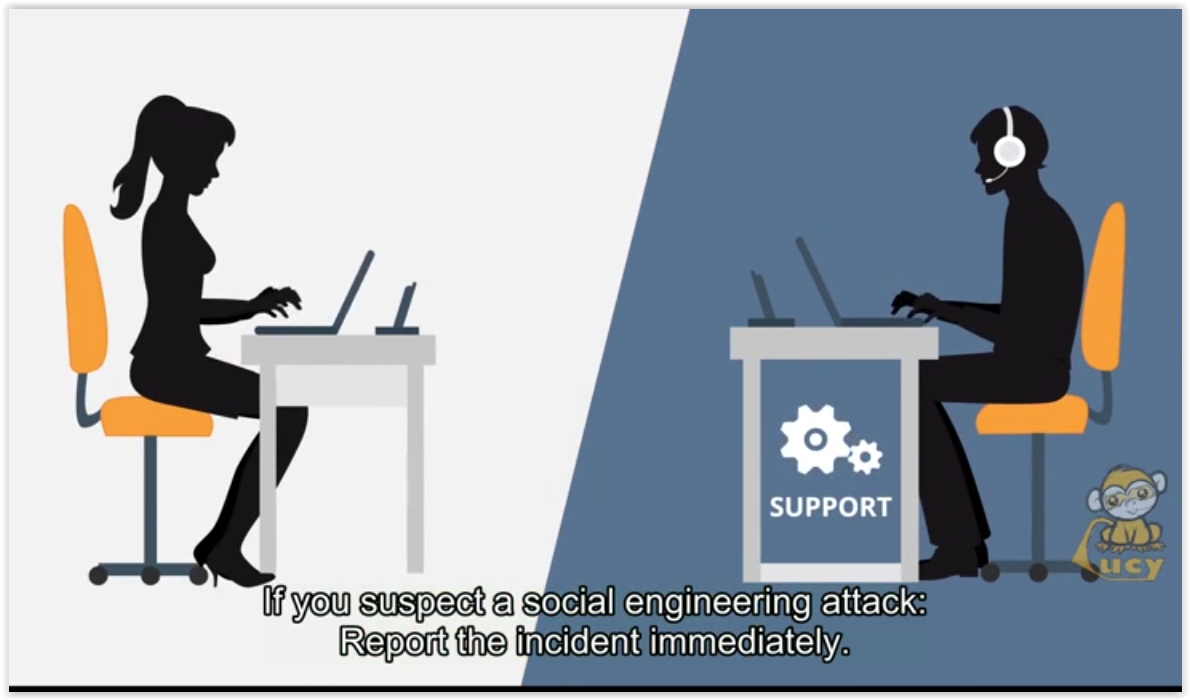 SUPPORT
Lucy
If you suspect a social engineering attack:
Report the incident immediately.